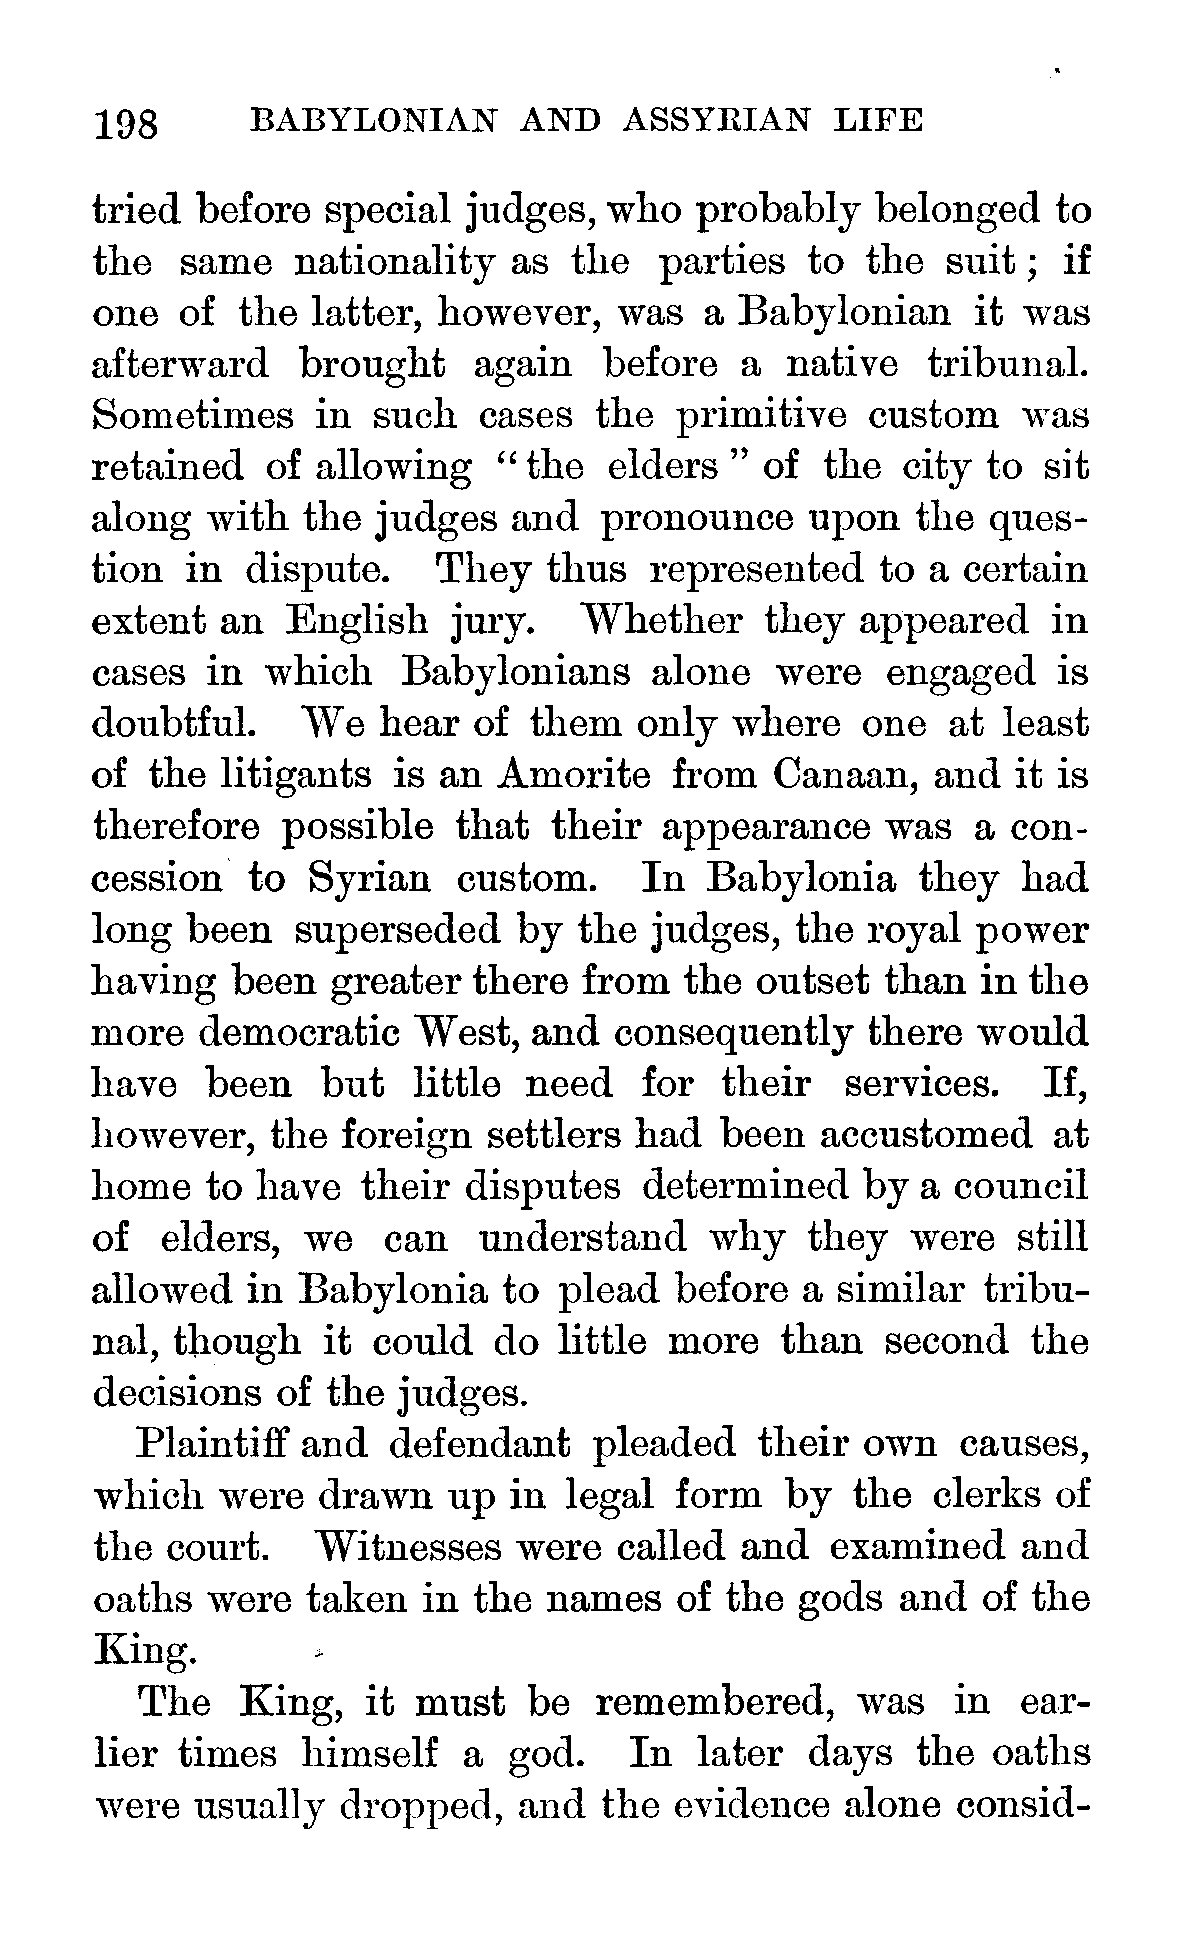 198 BABYLONIAN AND ASSYRIAN LIFE
tried before special judges, who probably belonged to
the same nationality as the parties to the suit ; if
one of the latter, however, was a Babylonian it was
afterward brought again before a native tribunal.
Sometimes in such cases the primitive custom was
retained of allowing “ the elders ” of the city to sit
along with the judges and pronounce upon the ques-
tion in dispute. They thus represented to a certain
extent an English jury. Whether they appeared in
cases in which Babylonians alone were engaged is
doubtful. We hear of them only where one at least
of the litigants is an Amorite from Canaan, and it is
therefore possible that their appearance was a con-
cession to Syrian custom. In Babylonia they had
long been superseded by the judges, the royal power
having been greater there from the outset than in the
more democratic West, and consequently there would
have been but little need for their services. If,
however, the foreign settlers had been accustomed at
home to have their disputes determined by a council
of elders, we can understand why they were still
allowed in Babylonia to plead before a similar tribu-
nal, though it could do little more than second the
decisions of the judges.
Plaintiff and defendant pleaded their own causes,
which were drawn up in legal form by the clerks of
the court. Witnesses were called and examined and
oaths were taken in the names of the gods and of the
King.
The King, it must be remembered, was in ear-
lier times himself a god. In later days the oaths
were usually dropped, and the evidence alone consid-